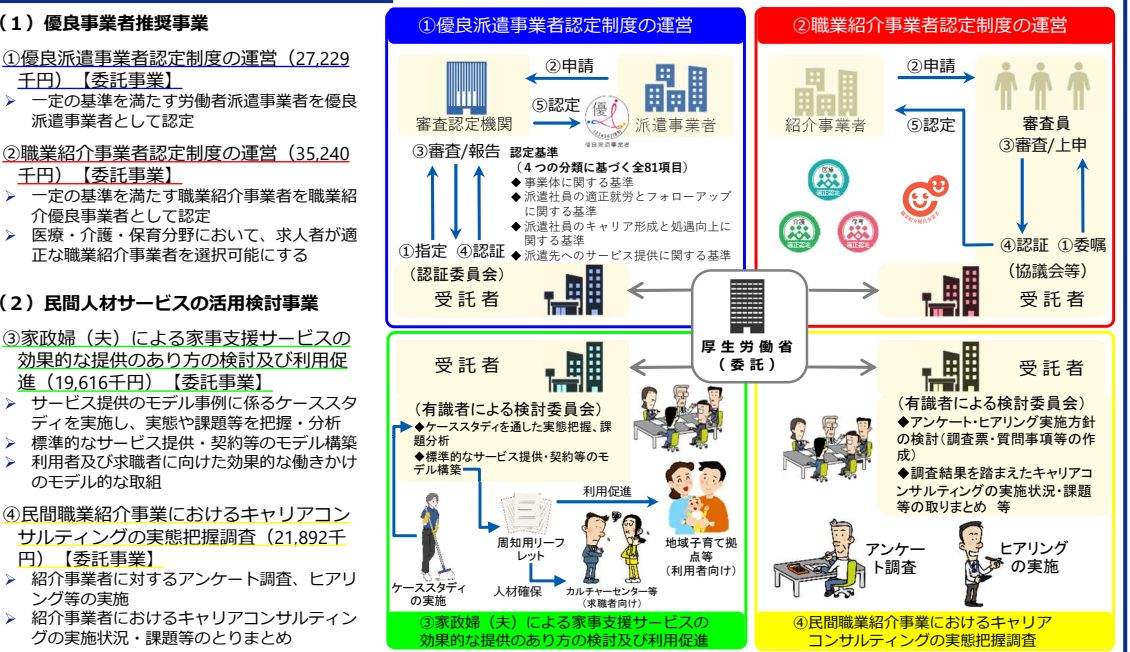 （１）優良事業者推奨事業
①優良派遣事業者認定制度の運営（27,229
千円）【委託事業】
➢ 一定の基準を満たす労働者派遣事業者を優良
派遣事業者として認定
②職業紹介事業者認定制度の運営（35,240
千円）【委託事業】
➢ 一定の基準を満たす職業紹介事業者を職業紹
介優良事業者として認定
➢ 医療・介護・保育分野において、求人者が適
正な職業紹介事業者を選択可能にする
（２）民間人材サービスの活用検討事業
③家政婦（夫）による家事支援サービスの
効果的な提供のあり方の検討及び利用促
進（19,616千円）【委託事業】
➢ サービス提供のモデル事例に係るケーススタ
ディを実施し、実態や課題等を把握・分析
➢ 標準的なサービス提供・契約等のモデル構築
➢ 利用者及び求職者に向けた効果的な働きかけ
のモデル的な取組
④民間職業紹介事業におけるキャリアコン
サルティングの実態把握調査（21,892千
円）【委託事業】
➢ 紹介事業者に対するアンケート調査、ヒアリ
ング等の実施
➢ 紹介事業者におけるキャリアコンサルティン
グの実施状況・課題等のとりまとめ
①優良派遣事業者認定制度の運営
②申請
⑤認定
優
優良派遣事業者
審査認定機関
派遣事業者
③審査/報告
認定基準
（４つの分類に基づく全81項目）
◆事業体に関する基準
◆派遣社員の適正就労とフォローアップ
に関する基準
◆派遣社員のキャリア形成と処遇向上に
関する基準
◆派遣先へのサービス提供に関する基準
①指定 ④認証
（認証委員会）
受託者
②職業紹介事業者認定制度の運営
②申請
⑤認定
紹介事業者
審査員
③審査/上申
医療
適正認定
介護
適正認定
保育
適正認定
④認証 ①委嘱
（協議会等）
受託者
厚生労働省
（委託）
受託者
（有識者による検討委員会）
◆ケーススタディを通した実態把握、課
題分析
◆標準的なサービス提供・契約等のモ
デル構築
利用促進
周知用リーフ
レット
地域子育て拠
点等
（利用者向け）
ケーススタディ
の実施
人材確保
カルチャーセンター等
（求職者向け）
③家政婦（夫）による家事支援サービスの
効果的な提供のあり方の検討及び利用促進
受託者
（有識者による検討委員会）
◆アンケート・ヒアリング実施方針
の検討（調査票・質問事項等の作
成）
◆調査結果を踏まえたキャリアコ
ンサルティングの実施状況・課題
等の取りまとめ 等
アンケー
ト調査
ヒアリング
の実施
④民間職業紹介事業におけるキャリア
コンサルティングの実態把握調査